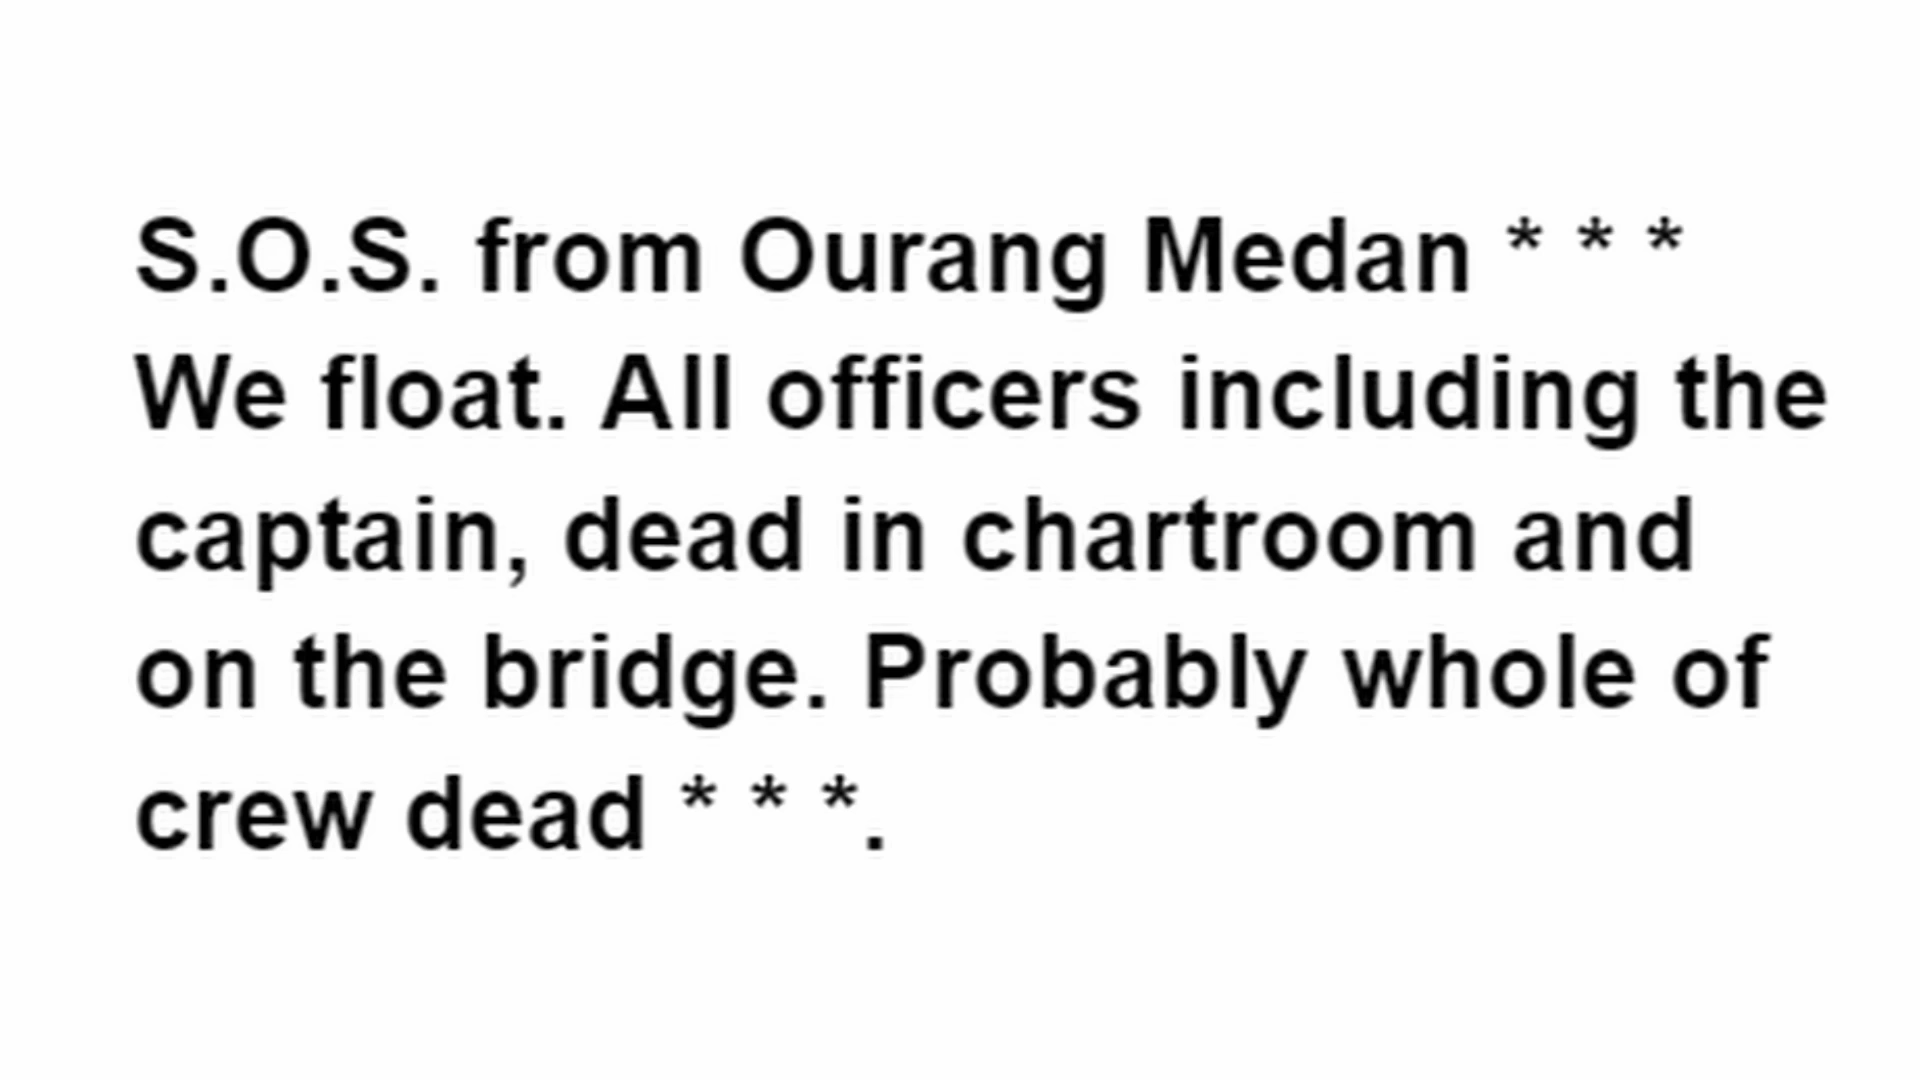 S.O.S. from Ourang Medan * * *
We float. All officers including the
captain, dead in chartroom and
on the bridge. Probably whole of
crew dead * * *.